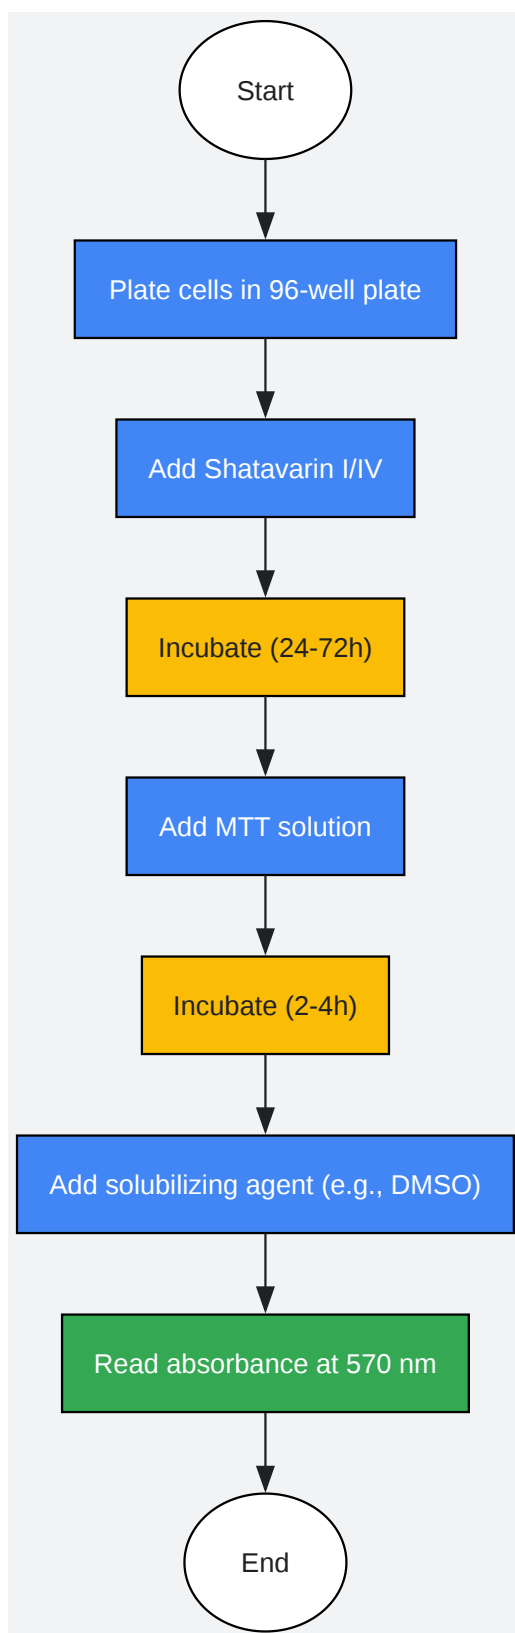 Start
Plate cells in 96-well plate
Add Shatavarin I/IV
Incubate (24-72h)
Add MTT solution
Incubate (2-4h)
Add solubilizing agent (e.g., DMSO)
Read absorbance at 570 nm
End